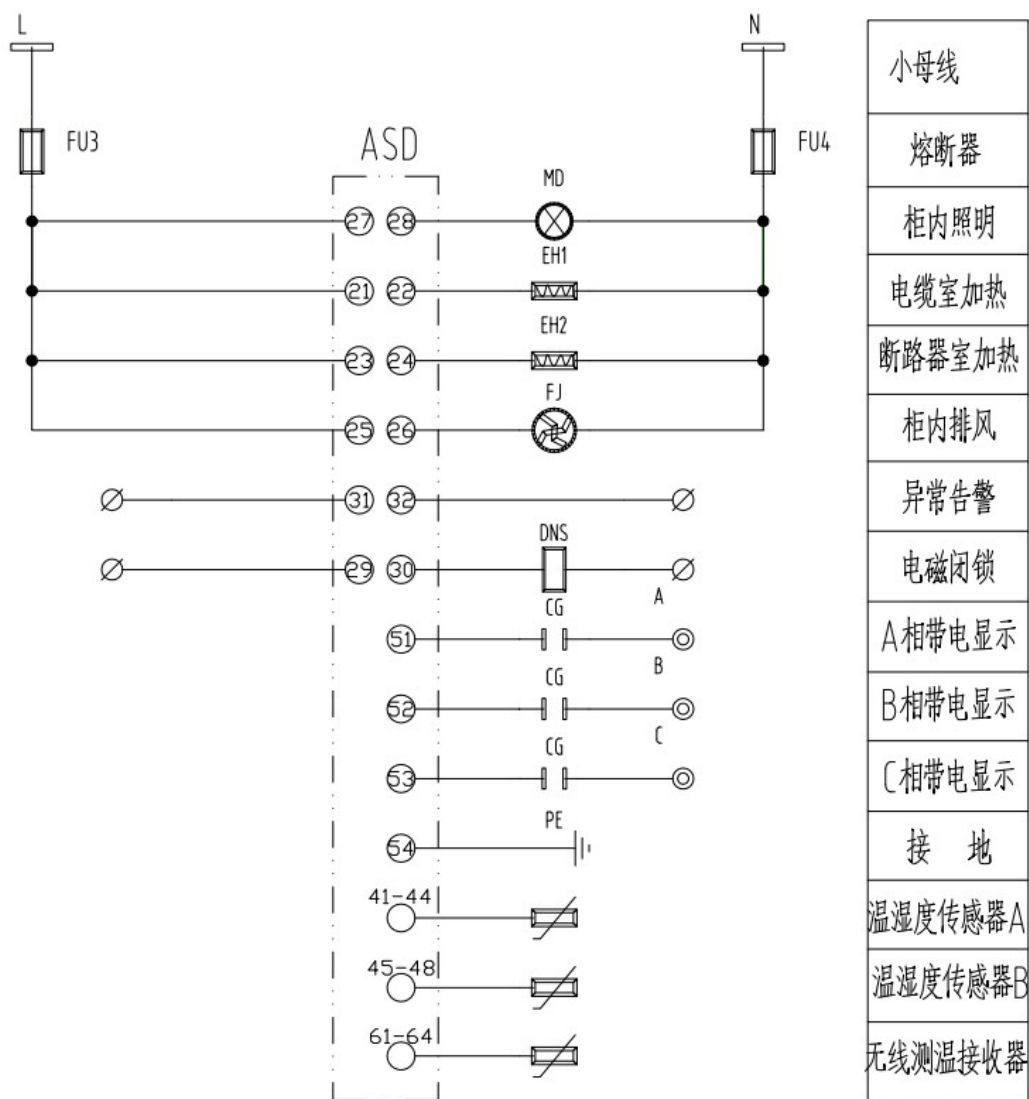 L
N
小母线
FU3
ASD
FU4
熔断器
MD
27 28
柜内照明
EH1
21 22
电缆室加热
EH2
23 24
断路器室加热
FJ
25 26
柜内排风
31 32
异常告警
DNS
29 30
电磁闭锁
A
CG
51
A相带电显示
B
CG
52
B相带电显示
C
CG
53
C相带电显示
PE
54
接 地
41-44
温湿度传感器A
45-48
温湿度传感器B
61-64
无线测温接收器